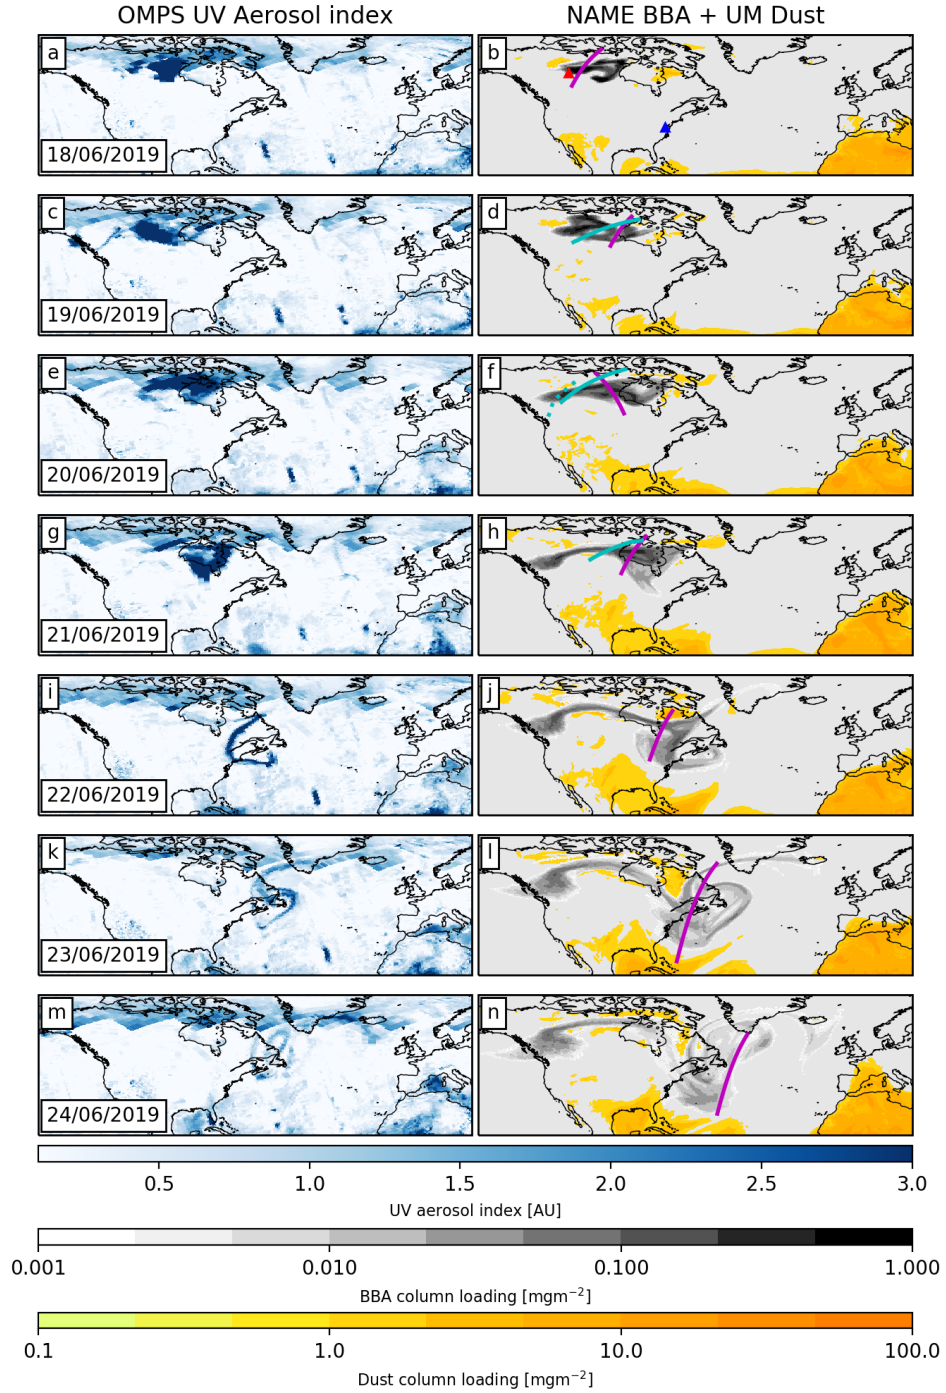 OMPS UV Aerosol index
NAME BBA + UM Dust
a
18/06/2019
b
c
19/06/2019
d
e
20/06/2019
f
g
21/06/2019
h
i
22/06/2019
j
k
23/06/2019
l
m
24/06/2019
n
0.5 1.0 1.5 2.0 2.5 3.0
UV aerosol index [AU]
0.001 0.010 0.100 1.000
BBA column loading [mgm⁻²]
0.1 1.0 10.0 100.0
Dust column loading [mgm⁻²]